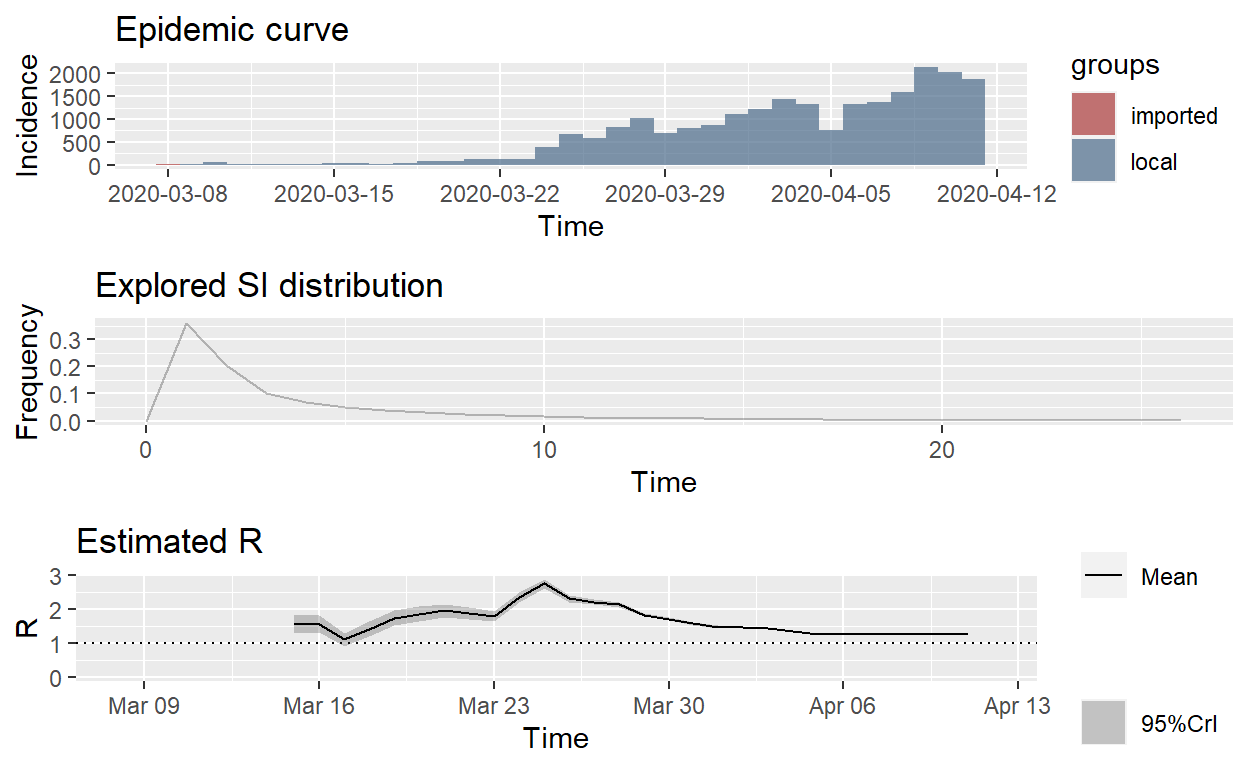 Epidemic curve
Incidence
2000
1500
1000
500
0
2020-03-08 2020-03-15 2020-03-22 2020-03-29 2020-04-05 2020-04-12
Time
groups
imported
local
Explored SI distribution
Frequency
0.3
0.2
0.1
0.0
0 10 20
Time
Estimated R
R
3
2
1
0
Mar 09 Mar 16 Mar 23 Mar 30 Apr 06 Apr 13
Time
Mean
95%CrI